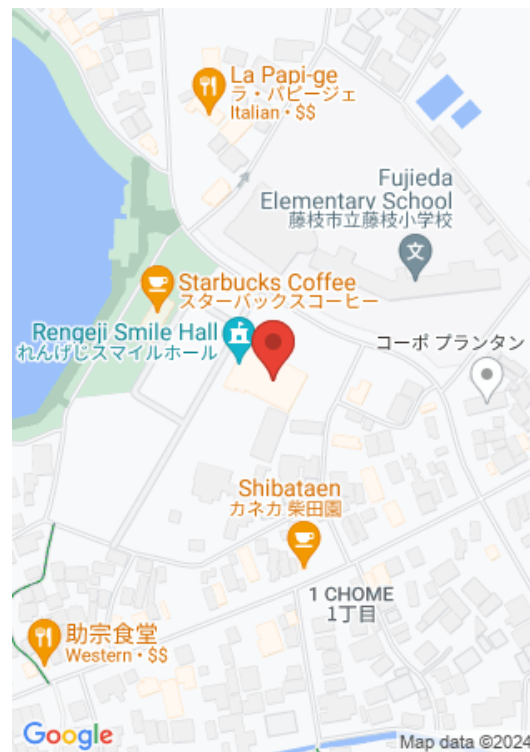 La Papi-ge
ラ・パピージェ
Italian • $$
Fujieda
Elementary School
藤枝市立藤枝小学校
文
Starbucks Coffee
スターバックスコーヒー
Rengeji Smile Hall
れんげじスマイルホール
コーポ プランタン
Shibataen
カネカ 柴田園
1 CHOME
1丁目
助宗食堂
Western • $$
Google
Map data ©2024